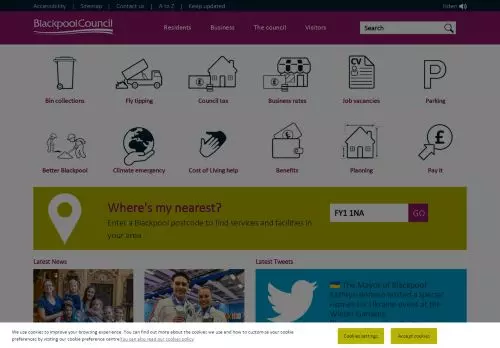 Accessibility | Sitemap | Contact us | A to Z | Keep updated
listen
BlackpoolCouncil
Residents
Business
The council
Visitors
Search
CV
Bin collections
Fly tipping
Council tax
Business rates
Job vacancies
Parking
Better Blackpool
Climate emergency
Cost of Living help
Benefits
Planning
Pay it
Where's my nearest?
Enter a Blackpool postcode to find services and facilities in
your area
FY1 1NA
GO
Latest News
Latest Tweets
The Mayor of Blackpool
hosted a special
event at the
Winter Gardens
We use cookies to improve your browsing experience. You can find out more about the cookies we use and how to customise your cookie
preferences by visiting our cookie preference centre.You can also read our cookies policy
Cookies settings
Accept cookies